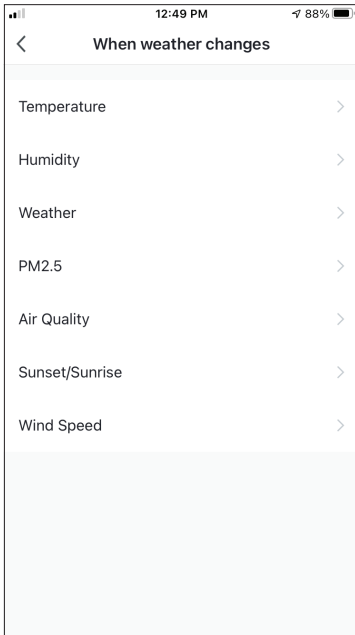 12:49 PM 88%
When weather changes
Temperature
Humidity
Weather
PM2.5
Air Quality
Sunset/Sunrise
Wind Speed